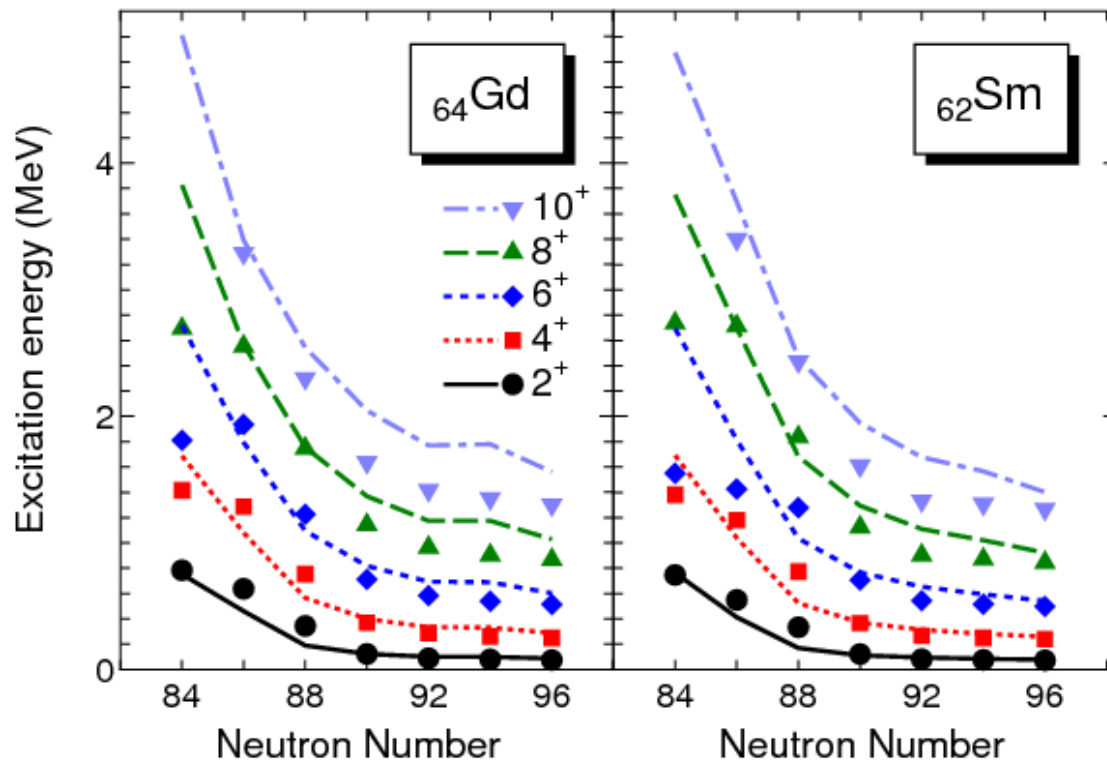 Excitation energy (MeV)
4
2
0
₆₄Gd
10⁺
8⁺
6⁺
4⁺
2⁺
84 88 92 96
Neutron Number
₆₂Sm
84 88 92 96
Neutron Number